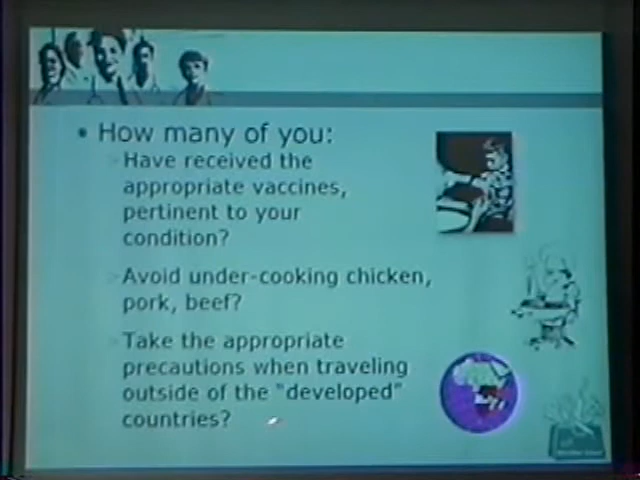 • How many of you:
Have received the
appropriate vaccines,
pertinent to your
condition?
Avoid under-cooking chicken,
pork, beef?
Take the appropriate
precautions when traveling
outside of the "developed"
countries?